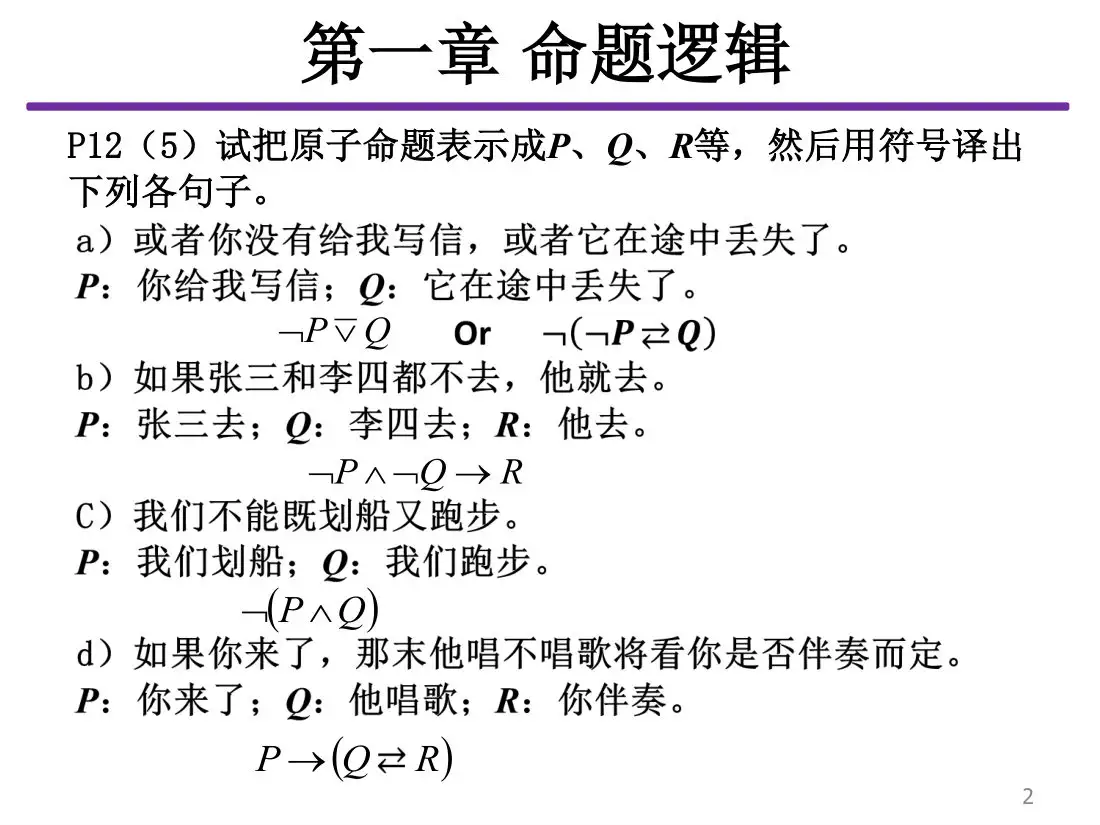 第一章 命题逻辑
P12（5）试把原子命题表示成P、Q、R等，然后用符号译出
下列各句子。
a）或者你没有给我写信，或者它在途中丢失了。
P：你给我写信；Q：它在途中丢失了。
¬P ⊽ Q Or ¬(¬P ⇄ Q)
b）如果张三和李四都不去，他就去。
P：张三去；Q：李四去；R：他去。
¬P ∧ ¬Q → R
C）我们不能既划船又跑步。
P：我们划船；Q：我们跑步。
¬(P ∧ Q)
d）如果你来了，那末他唱不唱歌将看你是否伴奏而定。
P：你来了；Q：他唱歌；R：你伴奏。
P → (Q ⇄ R)
2